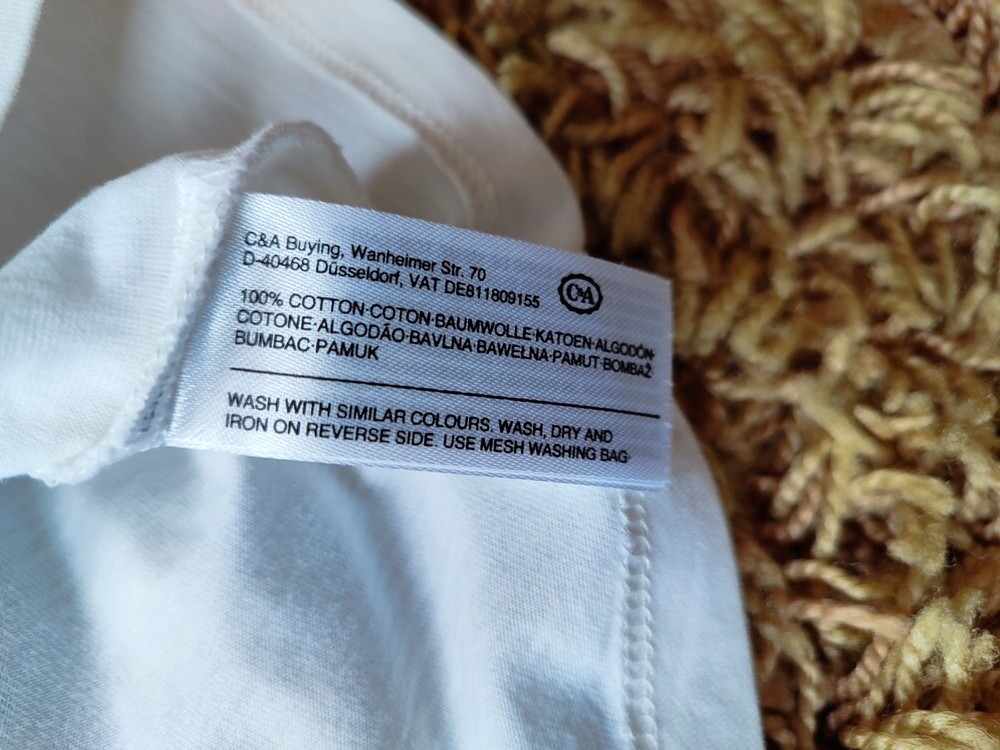 C&A Buying, Wanheimer Str. 70
D-40468 Düsseldorf, VAT DE811809155
C&A
100% COTTON·COTON·BAUMWOLLE·KATOEN·ALGODÓN·
COTONE·ALGODÃO·BAVLNA·BAWEŁNA·PAMUT·BOMBAŽ
BUMBAC·PAMUK
WASH WITH SIMILAR COLOURS. WASH, DRY AND
IRON ON REVERSE SIDE. USE MESH WASHING BAG·